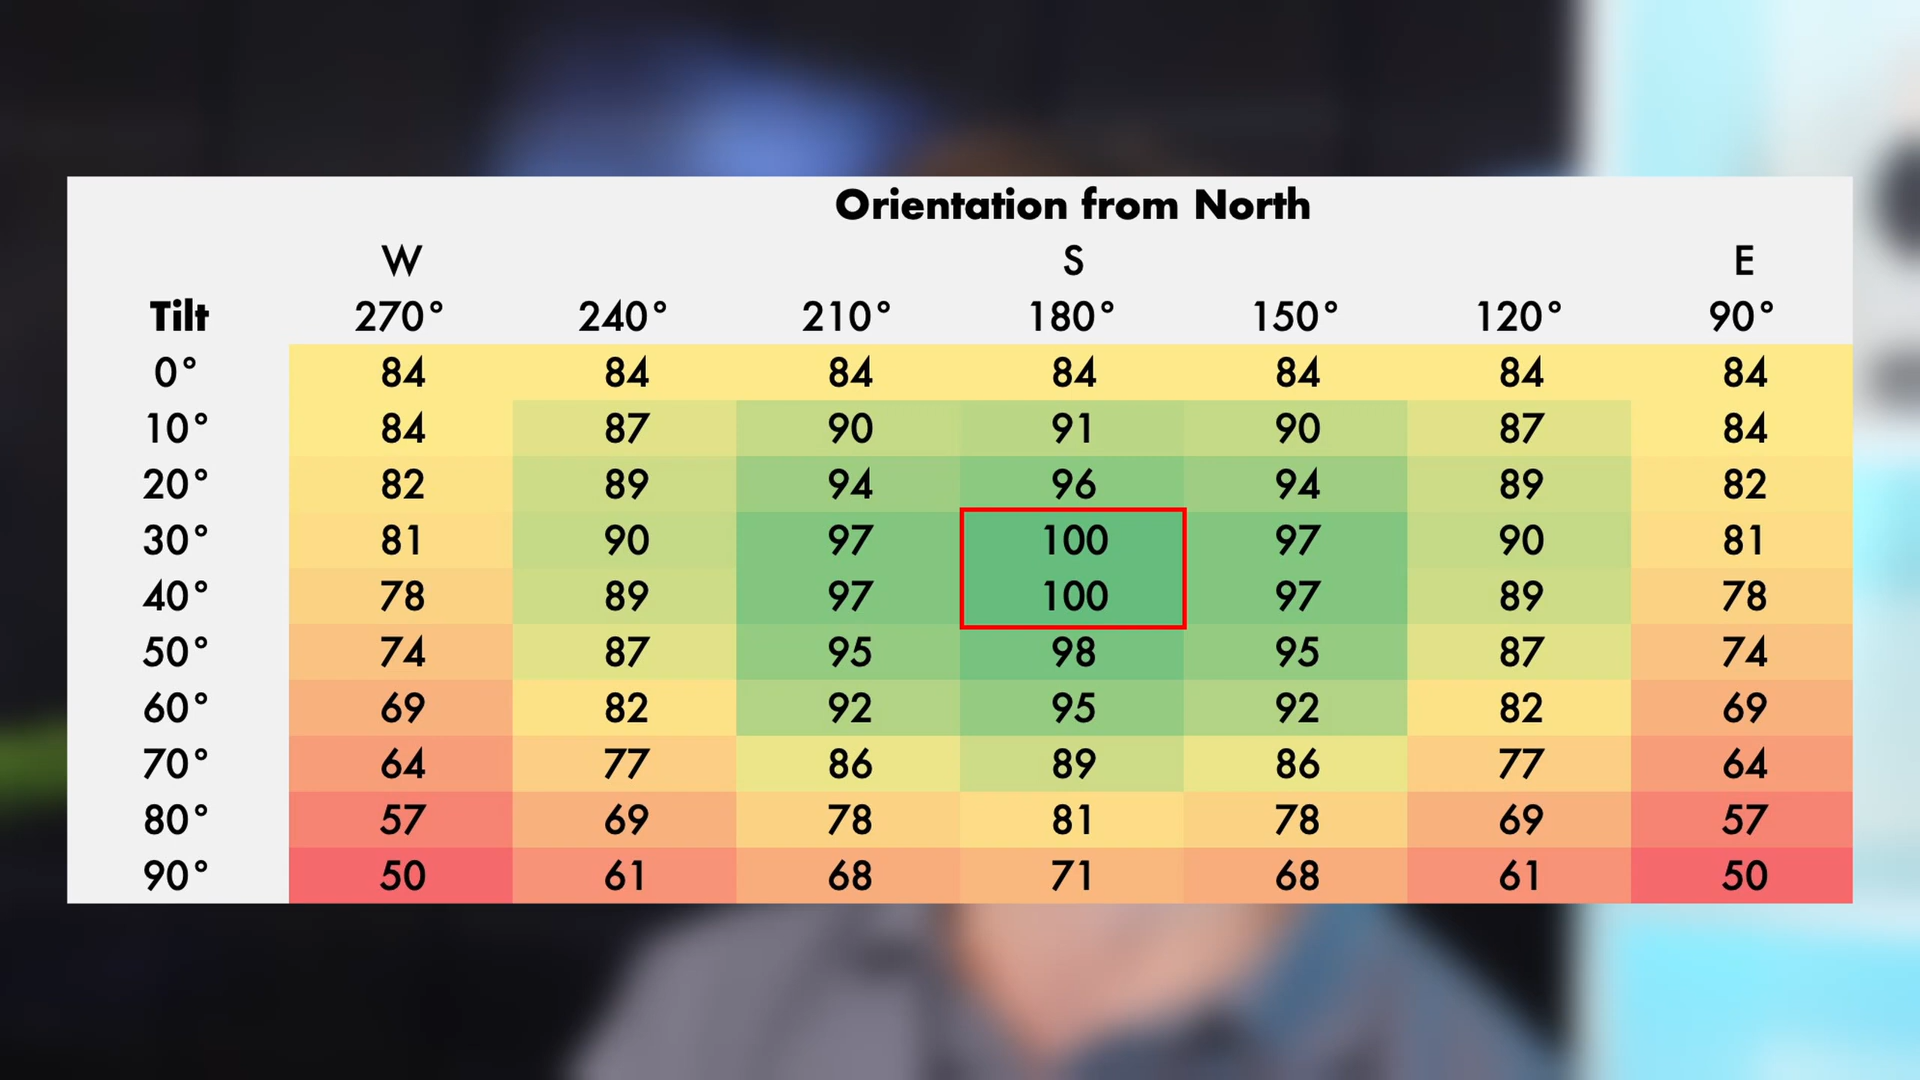 Orientation from North
W S E
Tilt 270° 240° 210° 180° 150° 120° 90°
0° 84 84 84 84 84 84 84
10° 84 87 90 91 90 87 84
20° 82 89 94 96 94 89 82
30° 81 90 97 100 97 90 81
40° 78 89 97 100 97 89 78
50° 74 87 95 98 95 87 74
60° 69 82 92 95 92 82 69
70° 64 77 86 89 86 77 64
80° 57 69 78 81 78 69 57
90° 50 61 68 71 68 61 50